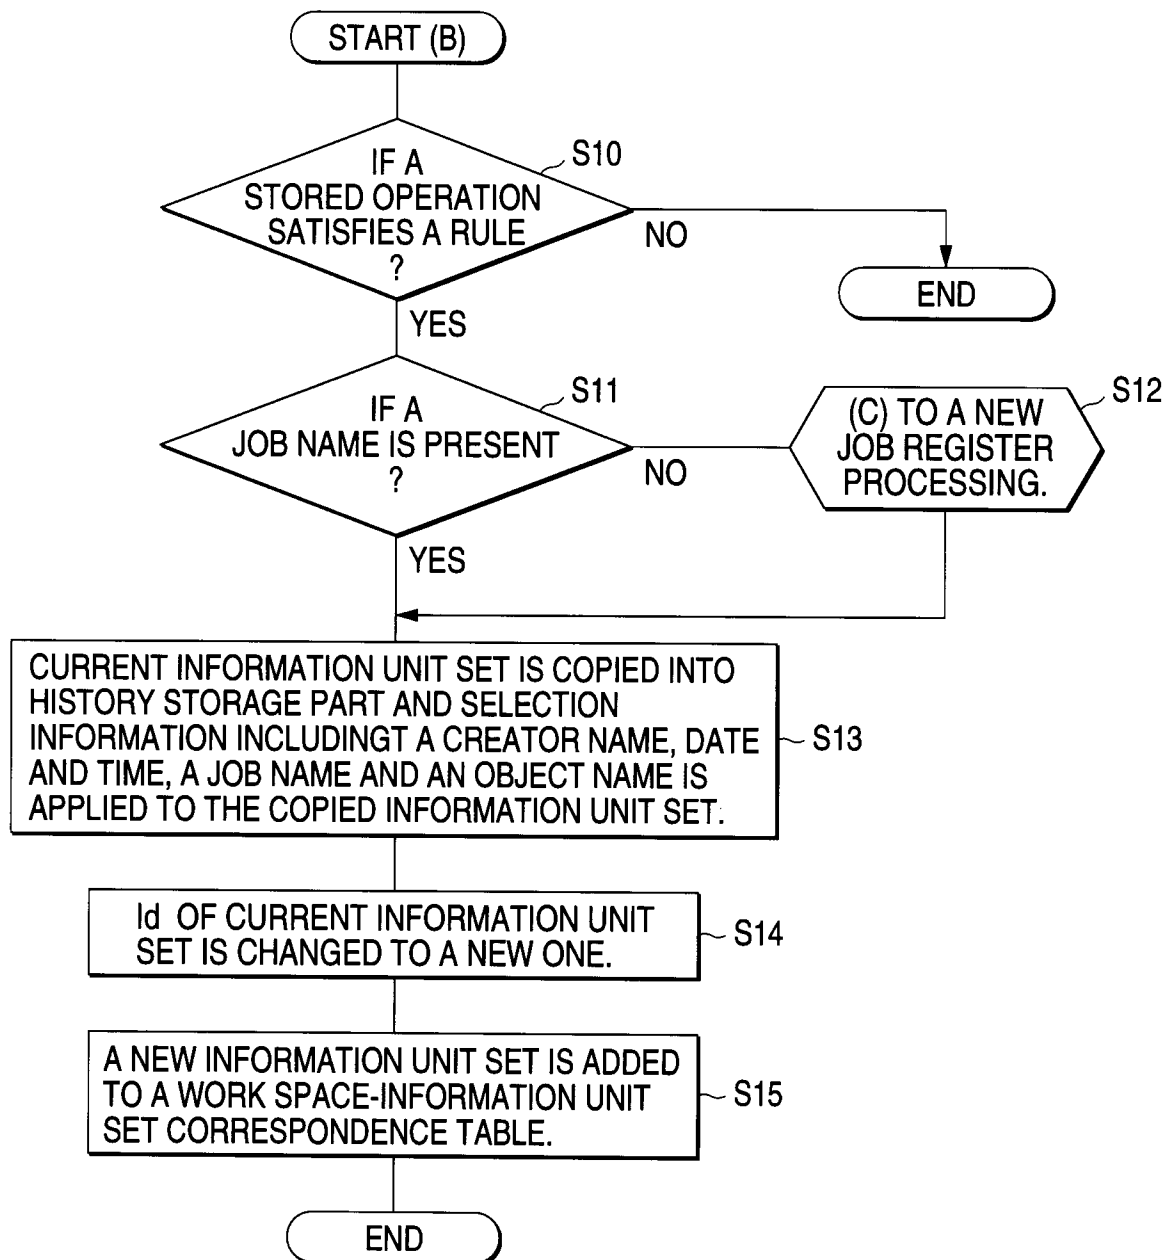 START (B)
IF A
STORED OPERATION
SATISFIES A RULE
?
S10
NO
END
YES
IF A
JOB NAME IS PRESENT
?
S11
NO
(C) TO A NEW
JOB REGISTER
PROCESSING.
S12
YES
CURRENT INFORMATION UNIT SET IS COPIED INTO
HISTORY STORAGE PART AND SELECTION
INFORMATION INCLUDINGT A CREATOR NAME, DATE
AND TIME, A JOB NAME AND AN OBJECT NAME IS
APPLIED TO THE COPIED INFORMATION UNIT SET.
S13
Id OF CURRENT INFORMATION UNIT
SET IS CHANGED TO A NEW ONE.
S14
A NEW INFORMATION UNIT SET IS ADDED
TO A WORK SPACE-INFORMATION UNIT
SET CORRESPONDENCE TABLE.
S15
END